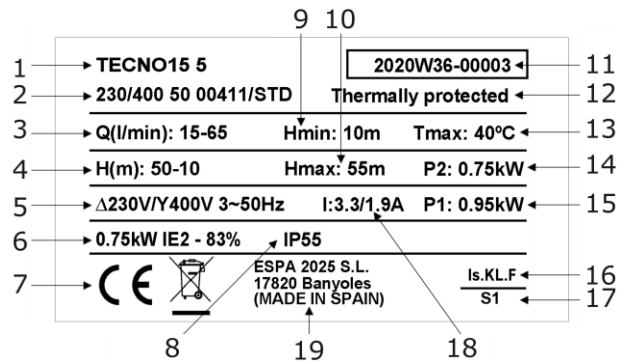 9 10
1 TECNO15 5 2020W36-00003 11
2 230/400 50 00411/STD Thermally protected 12
3 Q(l/min): 15-65 Hmin: 10m Tmax: 40ºC 13
4 H(m): 50-10 Hmax: 55m P2: 0.75kW 14
5 Δ230V/Y400V 3~50Hz I:3.3/1.9A P1: 0.95kW 15
6 0.75kW IE2 - 83% IP55
7 CE
ESPA 2025 S.L.
17820 Banyoles
(MADE IN SPAIN)
Is.KL.F 16
S1 17
8 19 18